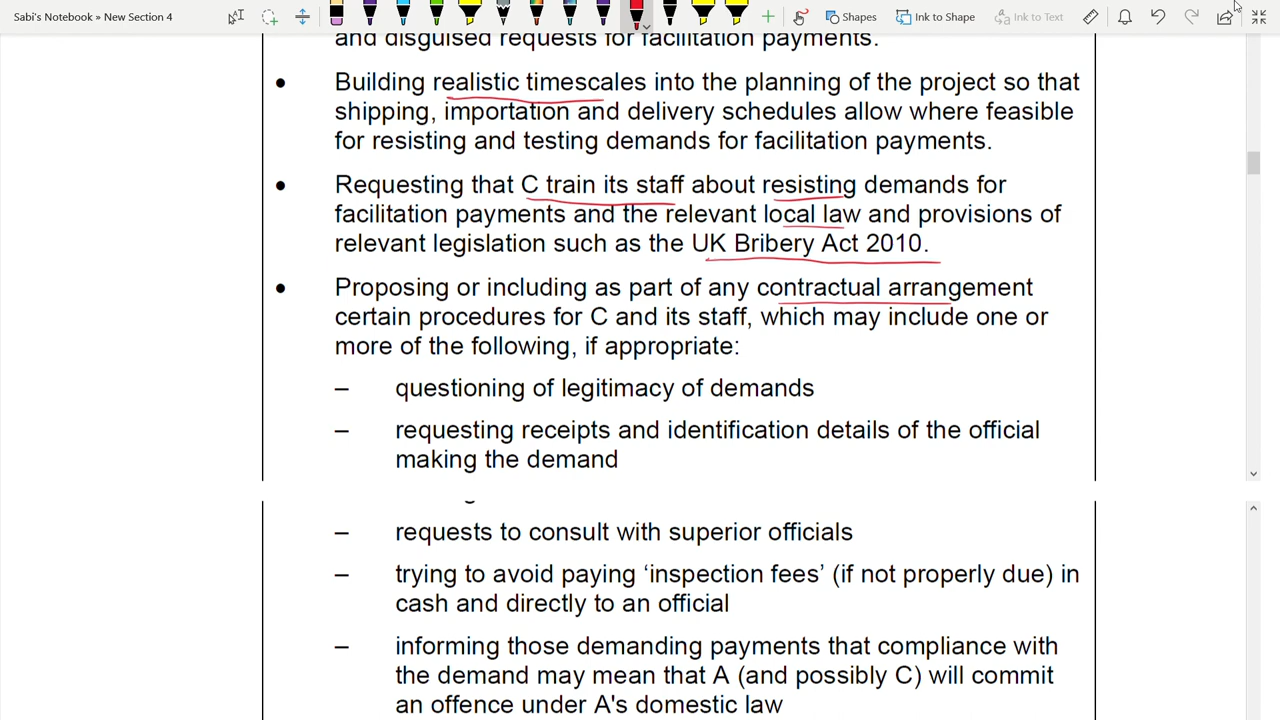 Sabi's Notebook » New Section 4
Shapes
Ink to Shape
Ink to Text
and disguised requests for facilitation payments.
• Building realistic timescales into the planning of the project so that
shipping, importation and delivery schedules allow where feasible
for resisting and testing demands for facilitation payments.
• Requesting that C train its staff about resisting demands for
facilitation payments and the relevant local law and provisions of
relevant legislation such as the UK Bribery Act 2010.
• Proposing or including as part of any contractual arrangement
certain procedures for C and its staff, which may include one or
more of the following, if appropriate:
– questioning of legitimacy of demands
– requesting receipts and identification details of the official
making the demand
– requests to consult with superior officials
– trying to avoid paying ‘inspection fees’ (if not properly due) in
cash and directly to an official
– informing those demanding payments that compliance with
the demand may mean that A (and possibly C) will commit
an offence under A's domestic law